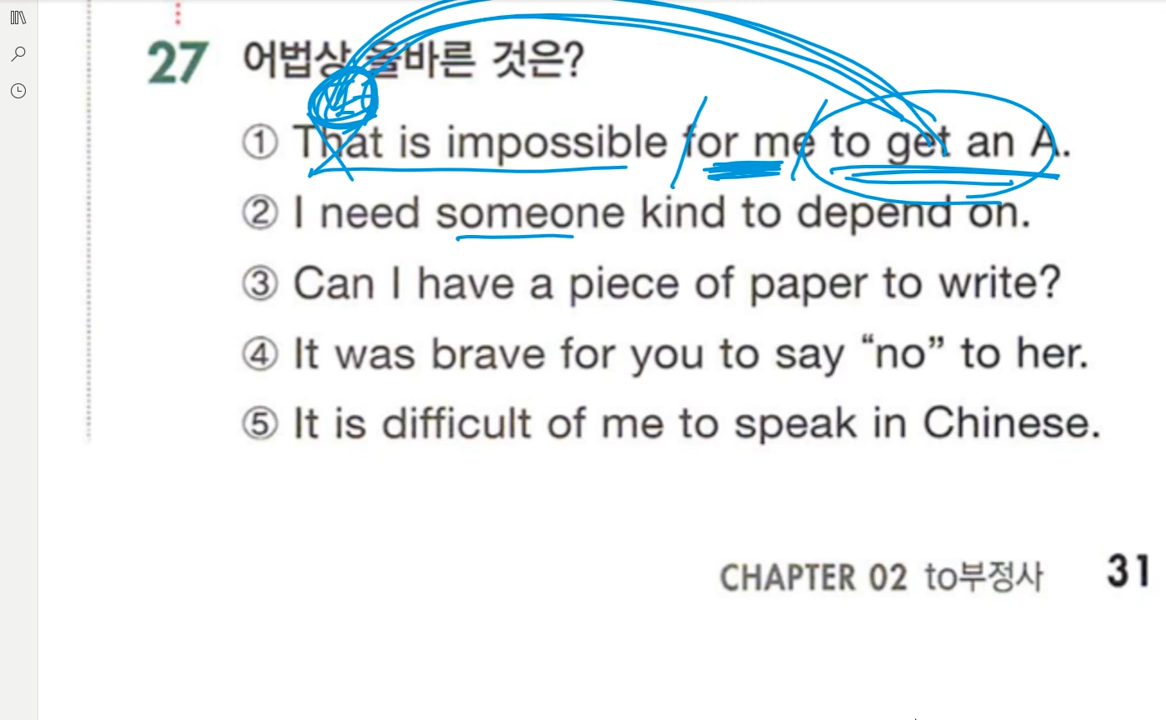 27 어법상 올바른 것은?
It
① That is impossible for me to get an A.
② I need someone kind to depend on.
③ Can I have a piece of paper to write?
④ It was brave for you to say “no” to her.
⑤ It is difficult of me to speak in Chinese.
CHAPTER 02 to부정사 31